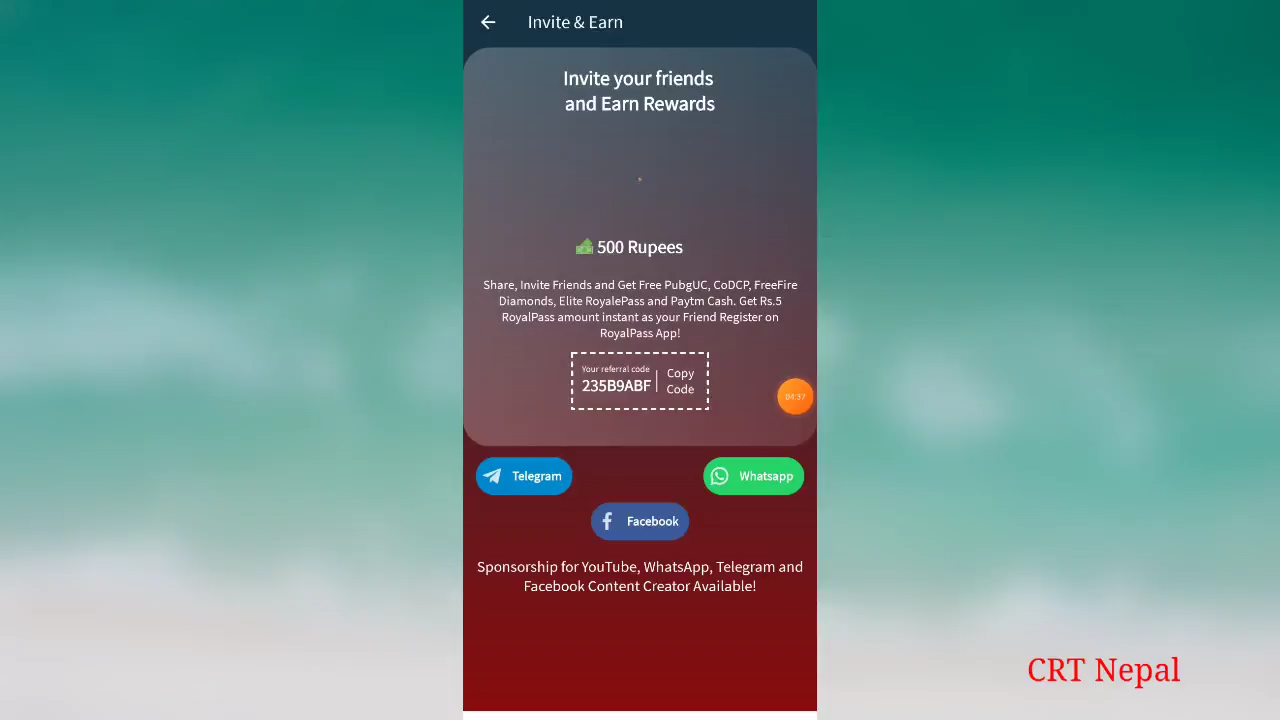 Invite & Earn
Invite your friends
and Earn Rewards
500 Rupees
Share, Invite Friends and Get Free PubgUC, CoDCP, FreeFire
Diamonds, Elite RoyalePass and Paytm Cash. Get Rs.5
RoyalPass amount instant as your Friend Register on
RoyalPass App!
Your referral code
235B9ABF
Copy
Code
04:37
Telegram
Whatsapp
Facebook
Sponsorship for YouTube, WhatsApp, Telegram and
Facebook Content Creator Available!
CRT Nepal